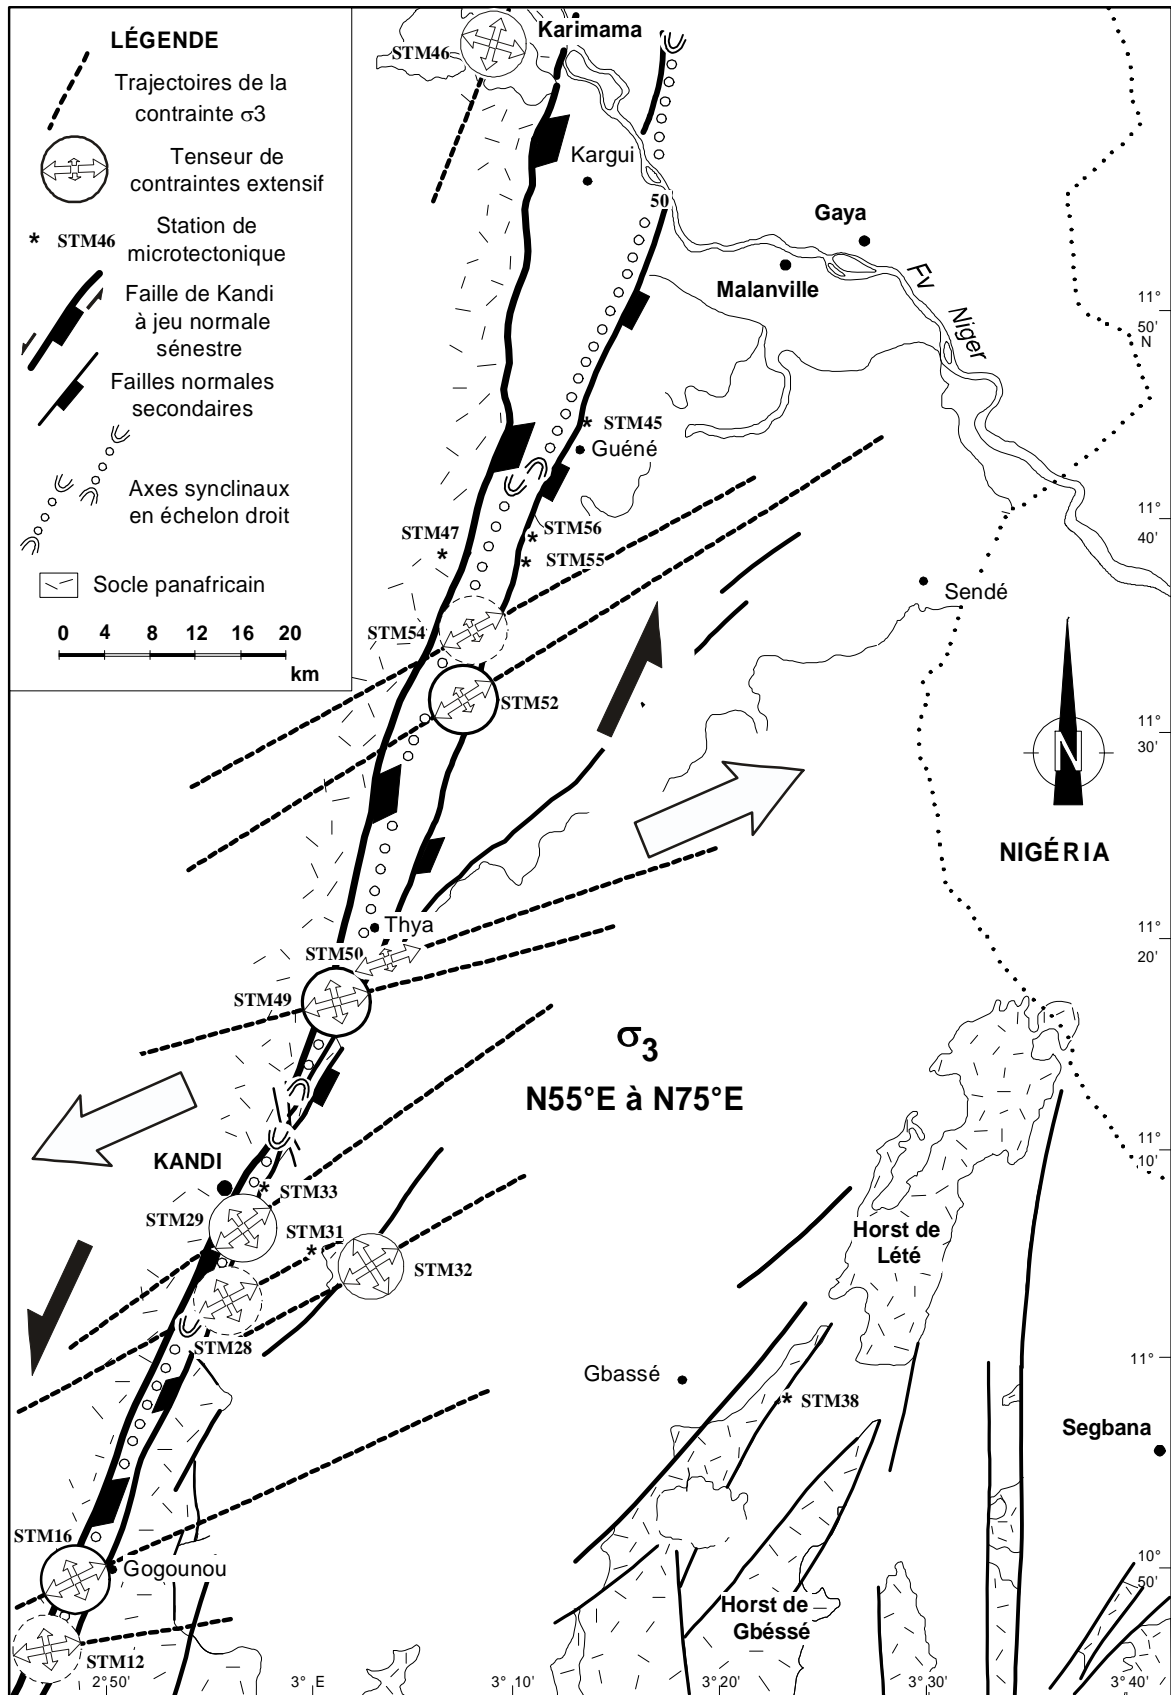 LÉGENDE
Trajectoires de la
contrainte σ3
Tenseur de
contraintes extensif
* STM46
Station de
microtectonique
Faille de Kandi
à jeu normale
sénestre
Failles normales
secondaires
Axes synclinaux
en échelon droit
Socle panafricain
0 4 8 12 16 20
km
Karimama
STM46
Kargui
50
Gaya
Malanville
Fv Niger
11°
50'
N
* STM45
Guéné
STM47
*
STM56
*
* STM55
11°
40'
Sendé
STM54
STM52
11°
30'
N
NIGÉRIA
Thya
STM50
STM49
11°
20'
σ3
N55°E à N75°E
KANDI
11°
10'
* STM33
STM29
STM31
*
STM32
Horst de
Lété
STM28
Gbassé
11°
* STM38
Segbana
STM16
Gogounou
10°
50'
Horst de
Gbéssé
STM12
2°50' 3° E 3°10' 3°20' 3°30' 3°40'